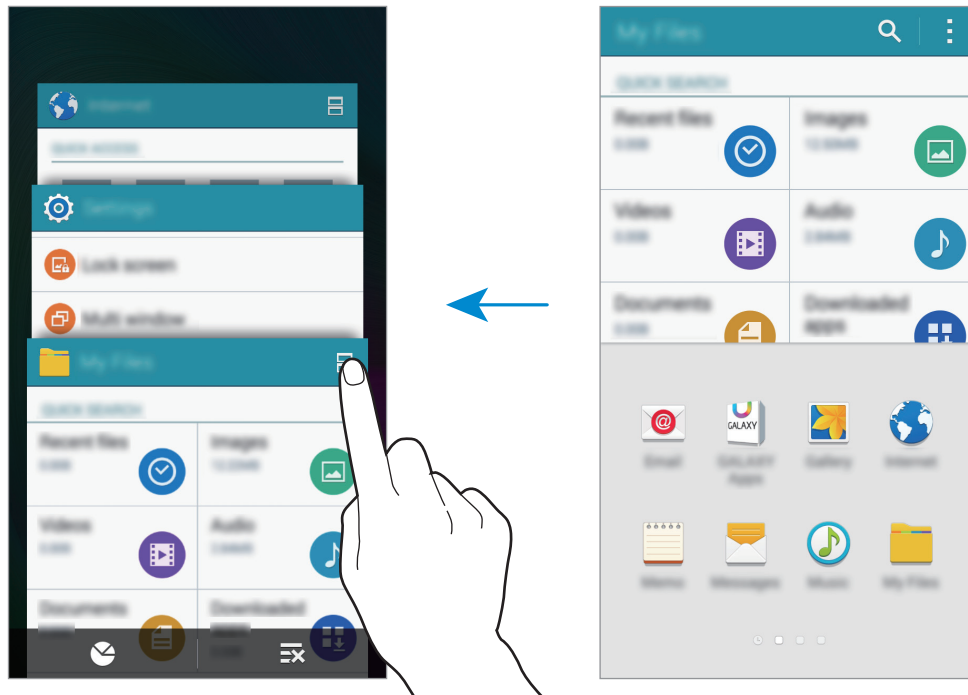 Internet
QUICK ACCESS
Settings
Lock screen
Multi window
My Files
QUICK SEARCH
Recent files
Images
Videos
Audio
Documents
Downloaded
My Files
QUICK SEARCH
Recent files
Images
Videos
Audio
Documents
Downloaded
apps
GALAXY
Email
GALAXY
Apps
Gallery
Internet
Memo
Messages
Music
My Files